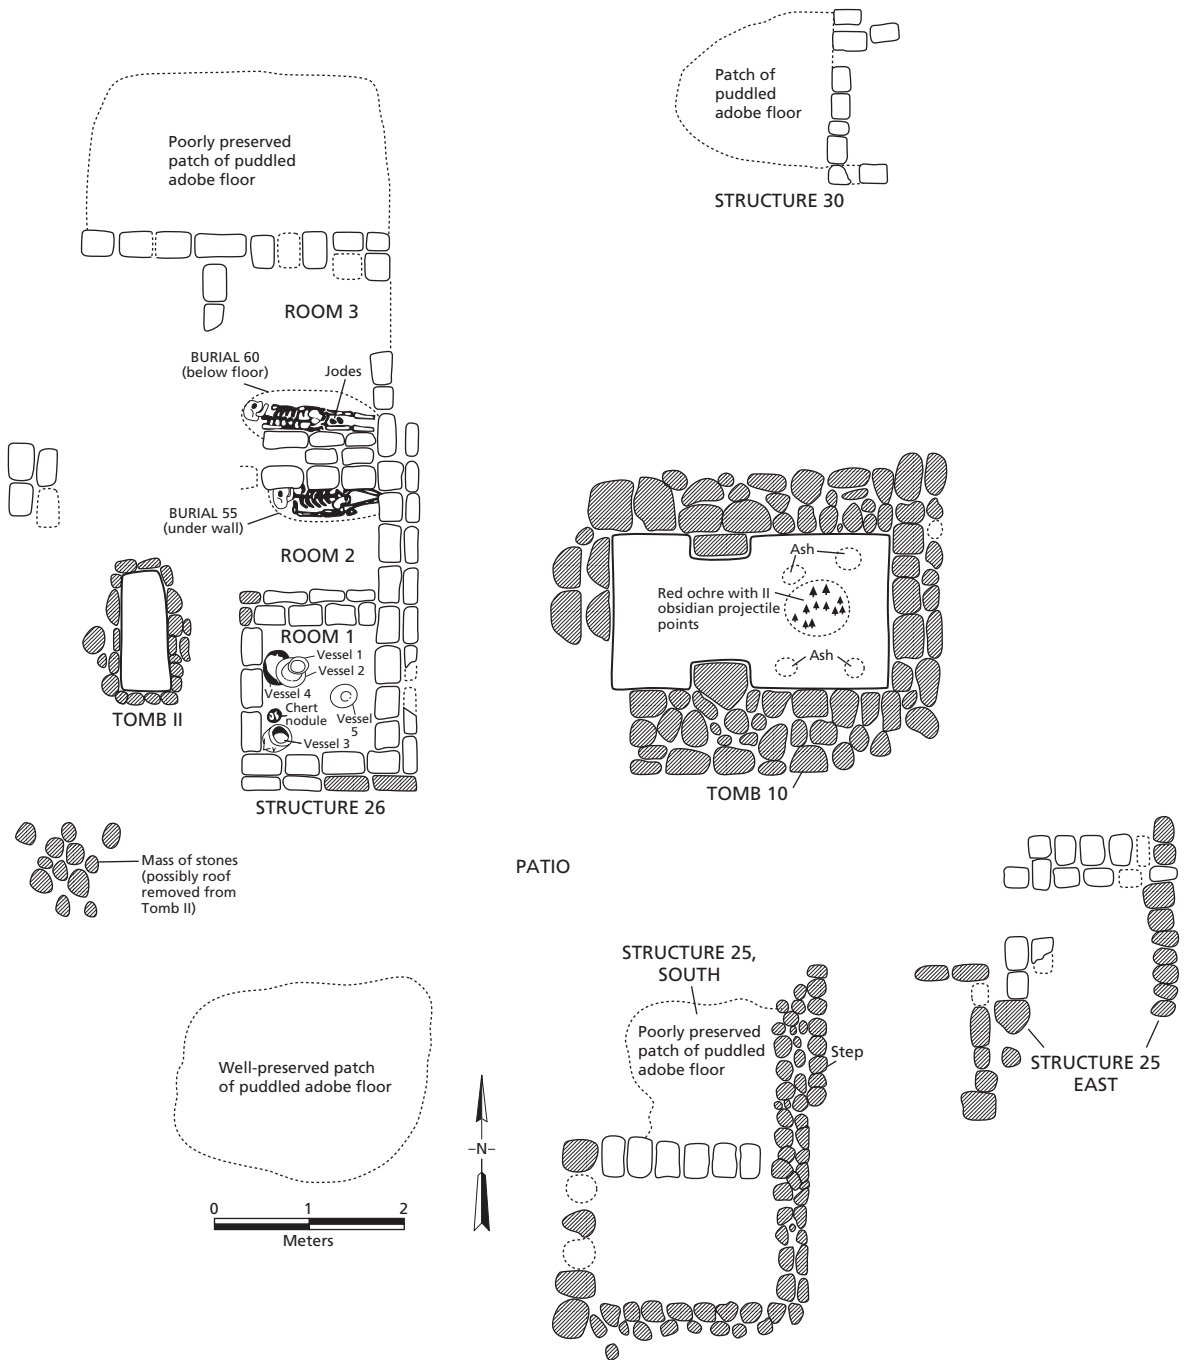 Patch of
puddled
adobe floor
STRUCTURE 30
Poorly preserved
patch of puddled
adobe floor
ROOM 3
BURIAL 60
(below floor)
Jodes
BURIAL 55
(under wall)
ROOM 2
ROOM 1
Vessel 1
Vessel 2
Vessel 4
Chert
nodule
Vessel
5
Vessel 3
STRUCTURE 26
TOMB II
Ash
Red ochre with II
obsidian projectile
points
Ash
TOMB 10
Mass of stones
(possibly roof
removed from
Tomb II)
PATIO
STRUCTURE 25,
SOUTH
Poorly preserved
patch of puddled
adobe floor
Step
STRUCTURE 25
EAST
Well-preserved patch
of puddled adobe floor
–N–
0 1 2
Meters